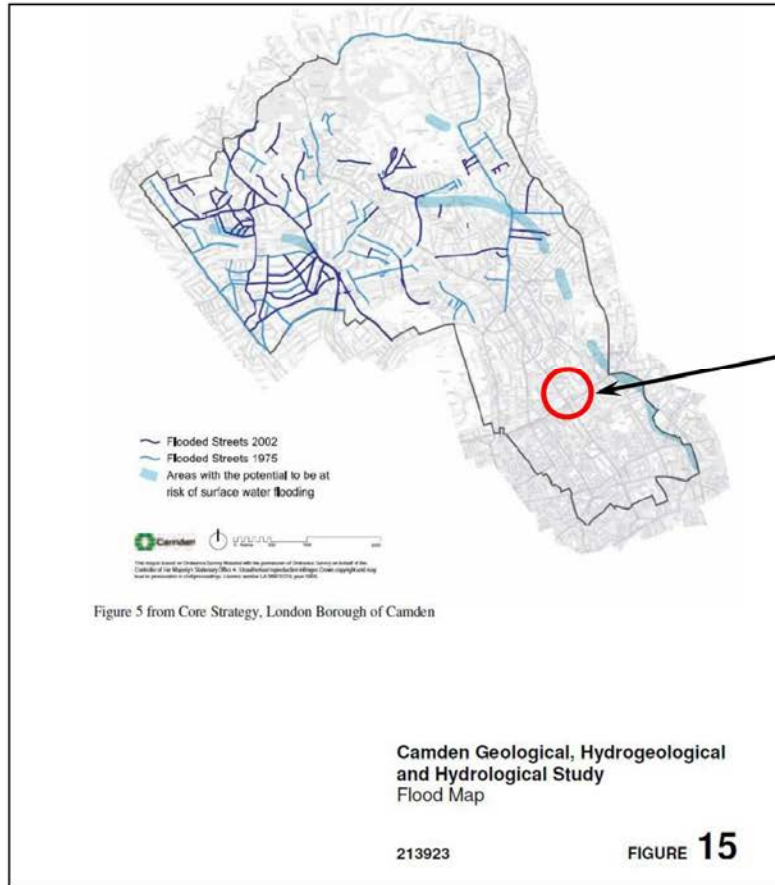 Flooded Streets 2002
Flooded Streets 1975
Areas with the potential to be at
risk of surface water flooding
Camden
Figure 5 from Core Strategy, London Borough of Camden
Camden Geological, Hydrogeological
and Hydrological Study
Flood Map
213923
FIGURE 15